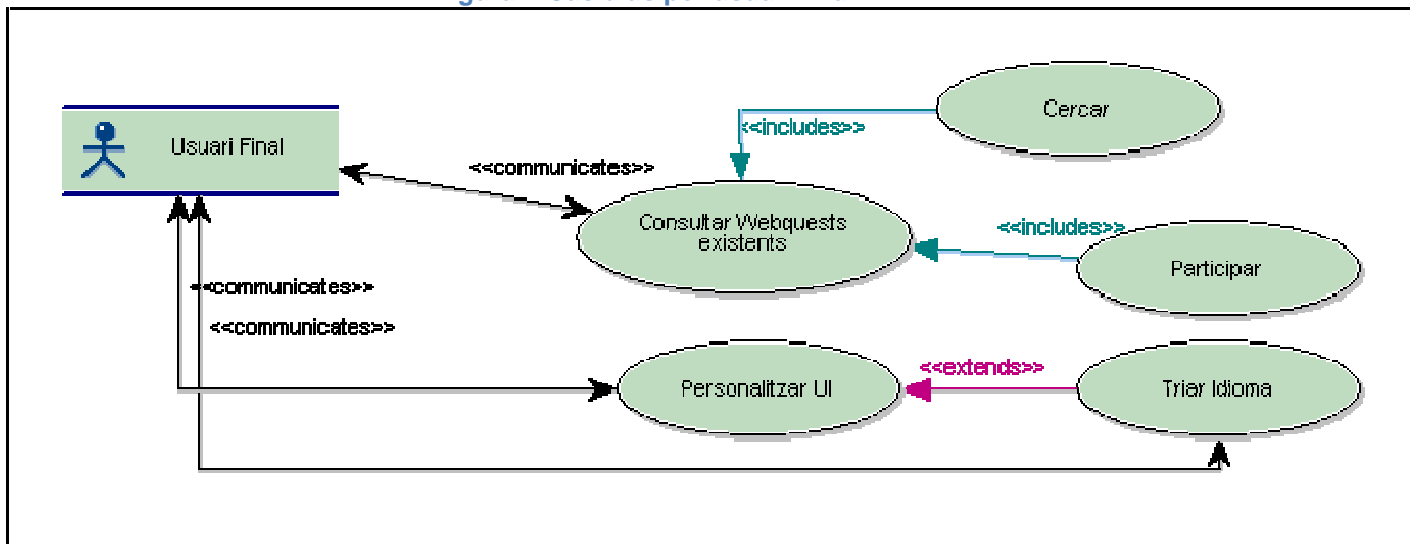 Usuari Final
<<communicates>>
<<includes>>
Cercar
Consultar Webquests
existents
<<includes>>
Participar
<<communicates>>
<<communicates>>
Personalitzar UI
<<extends>>
Triar Idioma